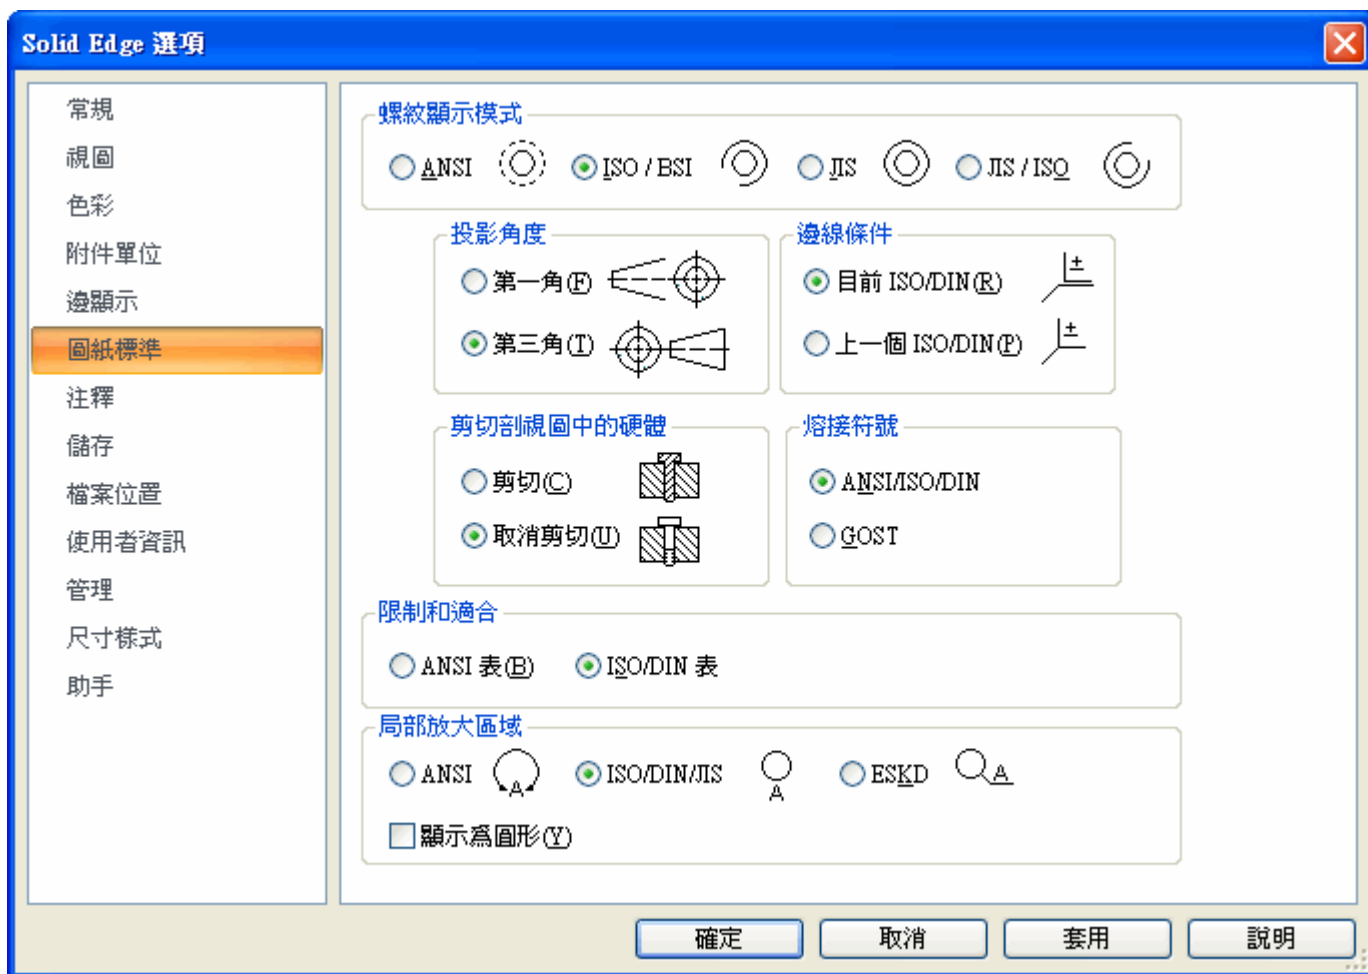 Solid Edge 選項
常規
視圖
色彩
附件單位
邊顯示
圖紙標準
注釋
儲存
檔案位置
使用者資訊
管理
尺寸樣式
助手
螺紋顯示模式
ANSI ISO / BSI JIS JIS / ISO
投影角度
第一角(F)
第三角(T)
邊線條件
目前 ISO/DIN(R) ±
上一個 ISO/DIN(P) ±
剪切剖視圖中的硬體
剪切(C)
取消剪切(U)
熔接符號
ANSI/ISO/DIN
GOST
限制和適合
ANSI 表(B) ISO/DIN 表
局部放大區域
ANSI A ISO/DIN/JIS A ESKD A
顯示為圓形(Y)
確定 取消 套用 說明